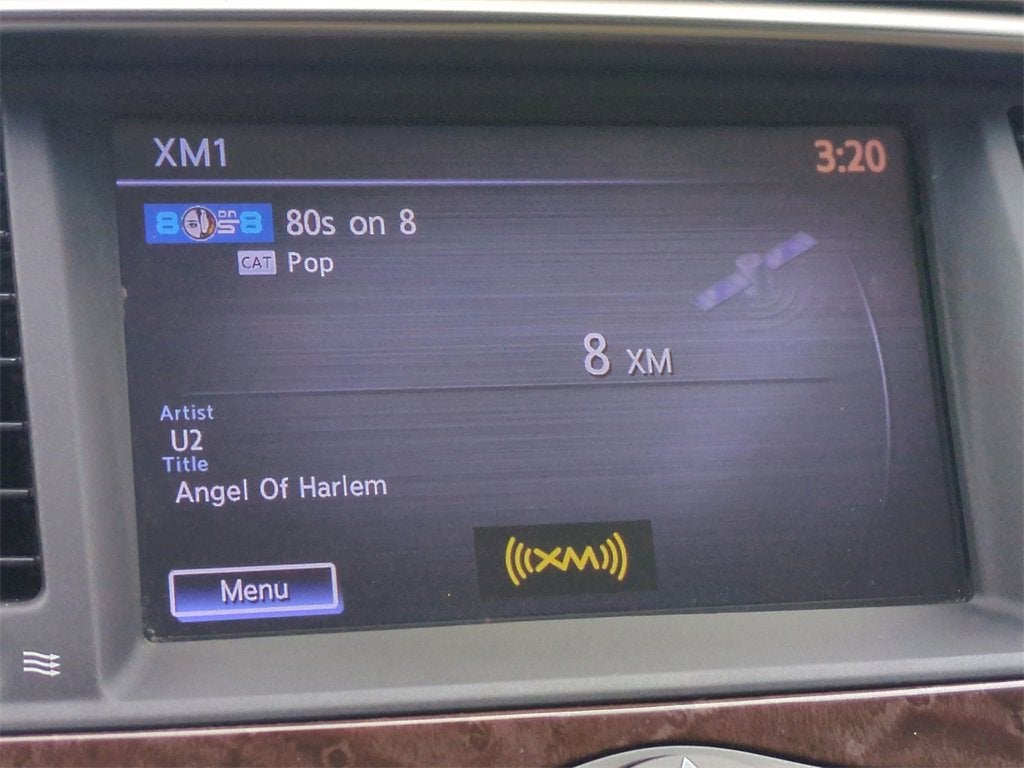 XM1 3:20
8 on 8 80s on 8
CAT Pop
8 XM
Artist
U2
Title
Angel Of Harlem
((XM))
Menu